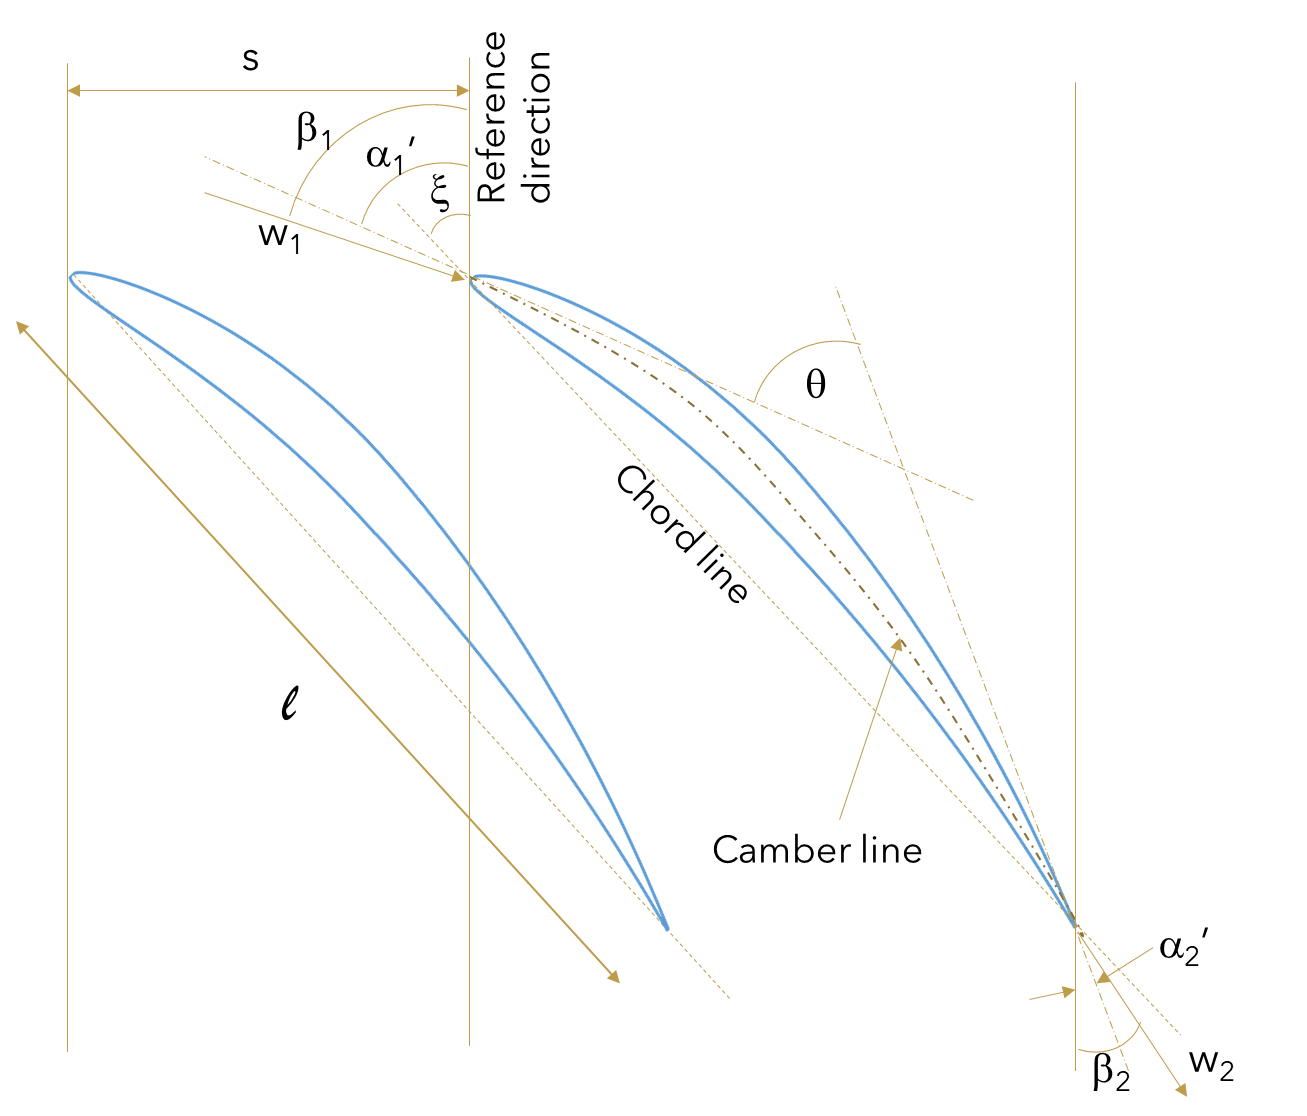 s
Reference
direction
β₁
α₁′
ξ
w₁
θ
Chord line
ℓ
Camber line
α₂′
w₂
β₂